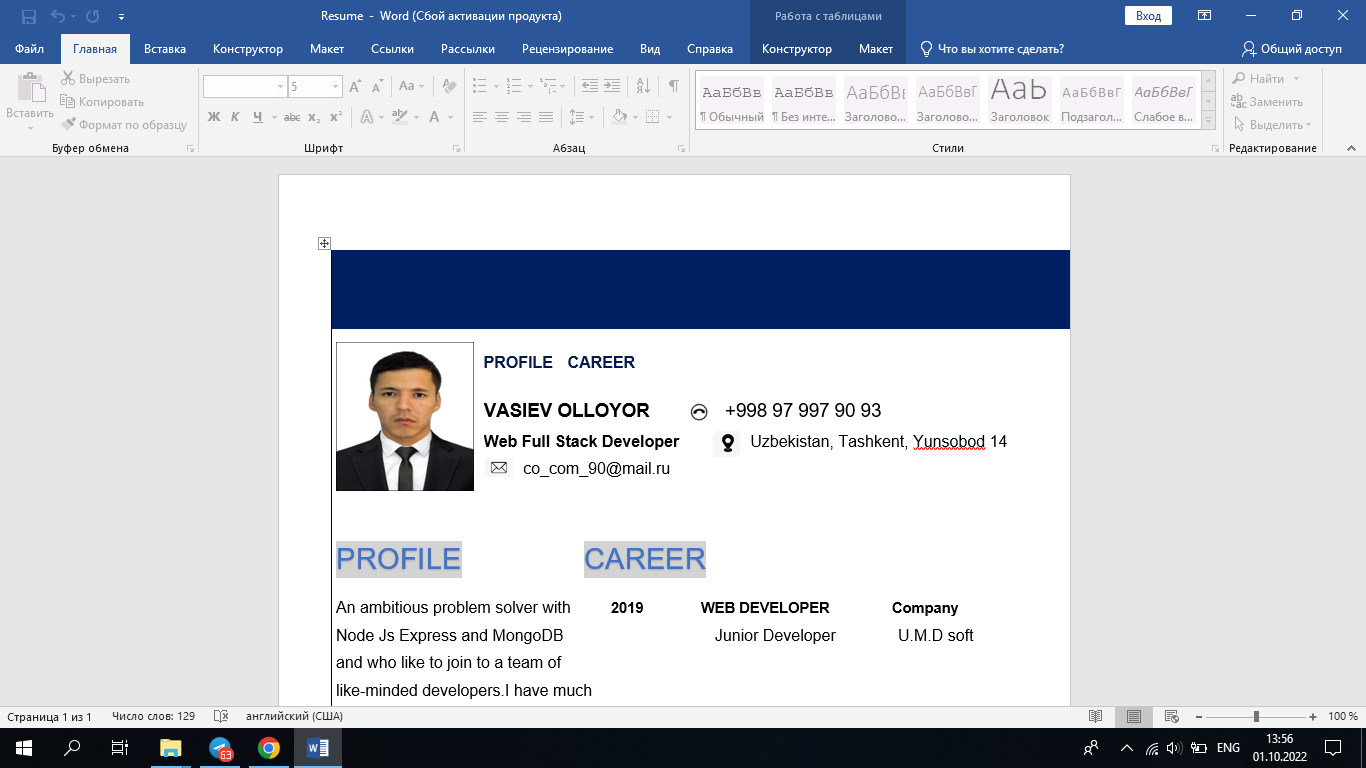 Resume - Word (Сбой активации продукта)
Работа с таблицами
Вход
Файл Главная Вставка Конструктор Макет Ссылки Рассылки Рецензирование Вид Справка Конструктор Макет Что вы хотите сделать? Общий доступ
Вставить
Вырезать
Копировать
Формат по образцу
Буфер обмена
5
Aa
Ж К Ч abc x₂ x²
A A
Шрифт
Абзац
АаБбВв АаБбВв АаБбВв АаБбВвГ АаЬ АаБбВвГ АаБбВвГ
¶ Обычный ¶ Без инте... Заголово... Заголово... Заголовок Подзагол... Слабое в...
Стили
Найти
Заменить
Выделить
Редактирование
PROFILE CAREER
VASIEV OLLOYOR +998 97 997 90 93
Web Full Stack Developer Uzbekistan, Tashkent, Yunsobod 14
co_com_90@mail.ru
PROFILE CAREER
An ambitious problem solver with 2019 WEB DEVELOPER Company
Node Js Express and MongoDB Junior Developer U.M.D soft
and who like to join to a team of
like-minded developers.I have much
Страница 1 из 1 Число слов: 129 английский (США) 100 %
63
ENG
13:56
01.10.2022